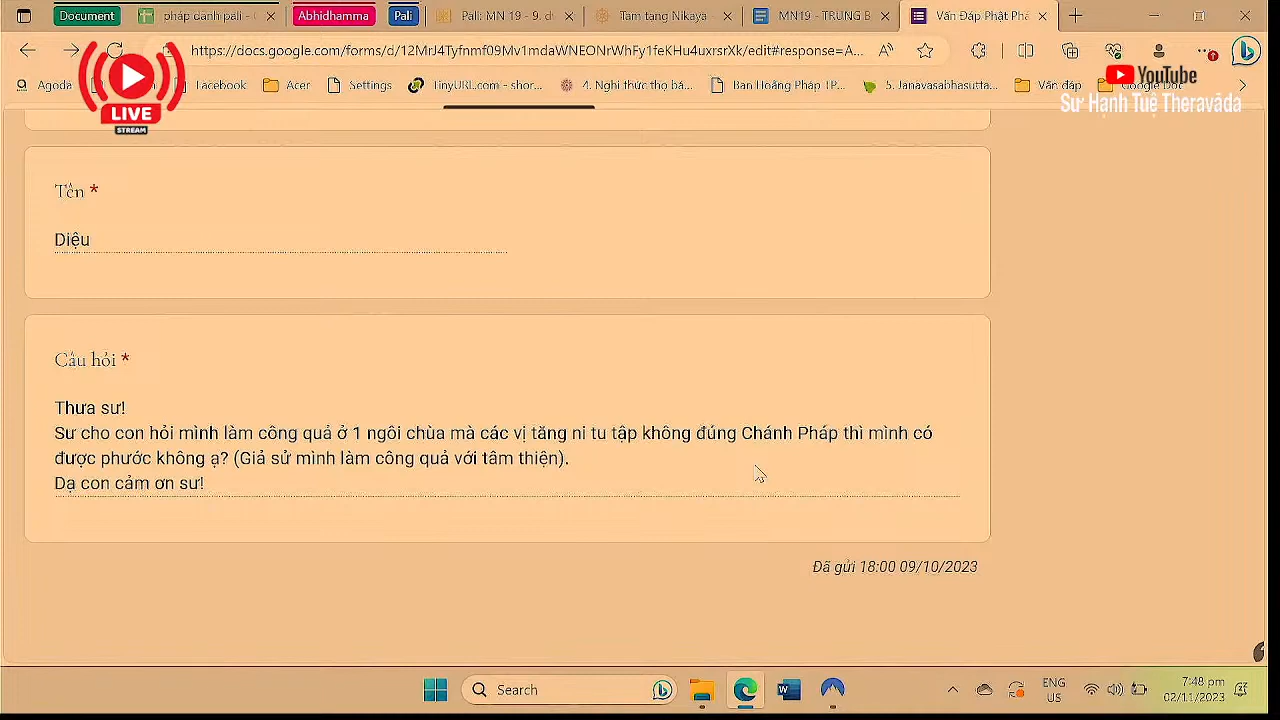 Document
pháp danh pali - C
Abhidhamma
Pali
Pali: MN 19 - 9. d
Tam tạng Nikaya
MN19 - TRUNG B
Vấn Đáp Phật Phá
https://docs.google.com/forms/d/12MrJ4Tyfnmf09Mv1mdaWNEONrWhFy1feKHu4uxrsrXk/edit#response=A...
YouTube
LIVE
STREAM
Agoda
Facebook
Acer
Settings
TinyURL.com - shor...
4. Nghi thức thọ
Ban Hoằng Pháp TP...
5. Janavasabhasutta...
Vấn đáp
Google Bot
Sư Hạnh Tuệ Theravāda
Tên *
Diệu
Câu hỏi *
Thưa sư!
Sư cho con hỏi mình làm công quả ở 1 ngôi chùa mà các vị tăng ni tu tập không đúng Chánh Pháp thì mình có
được phước không ạ? (Giả sử mình làm công quả với tâm thiện).
Dạ con cảm ơn sư!
Đã gửi 18:00 09/10/2023
Search
ENG
US
7:48 pm
02/11/2023